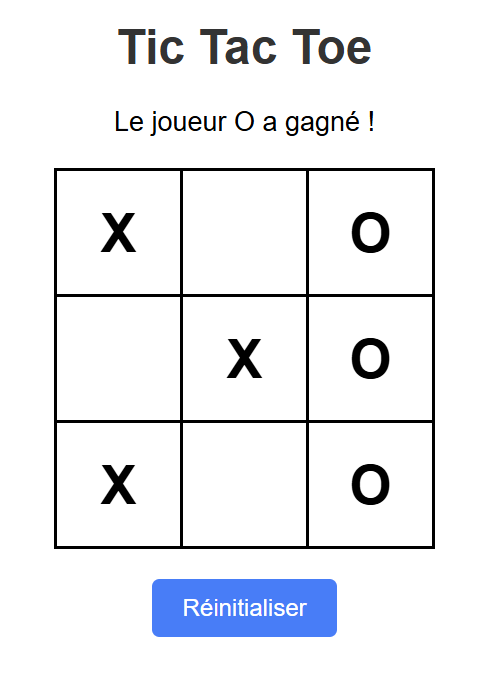 Tic Tac Toe
Le joueur O a gagné !
X O
X O
X O
Réinitialiser